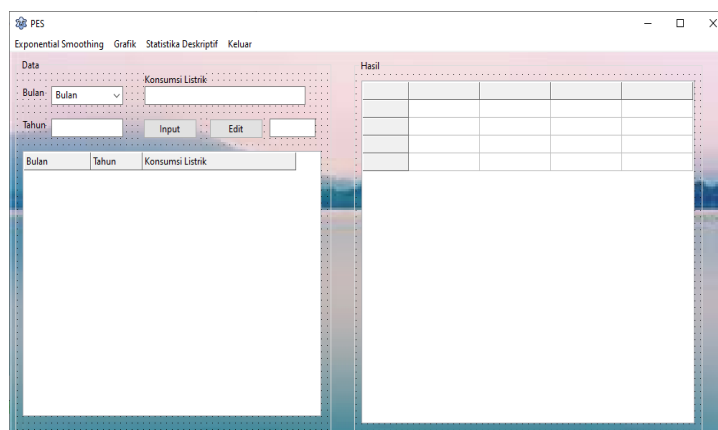 PES
Exponential Smoothing Grafik Statistika Deskriptif Keluar
Data
Konsumsi Listrik
Bulan Bulan
Tahun Input Edit
Bulan Tahun Konsumsi Listrik
Hasil